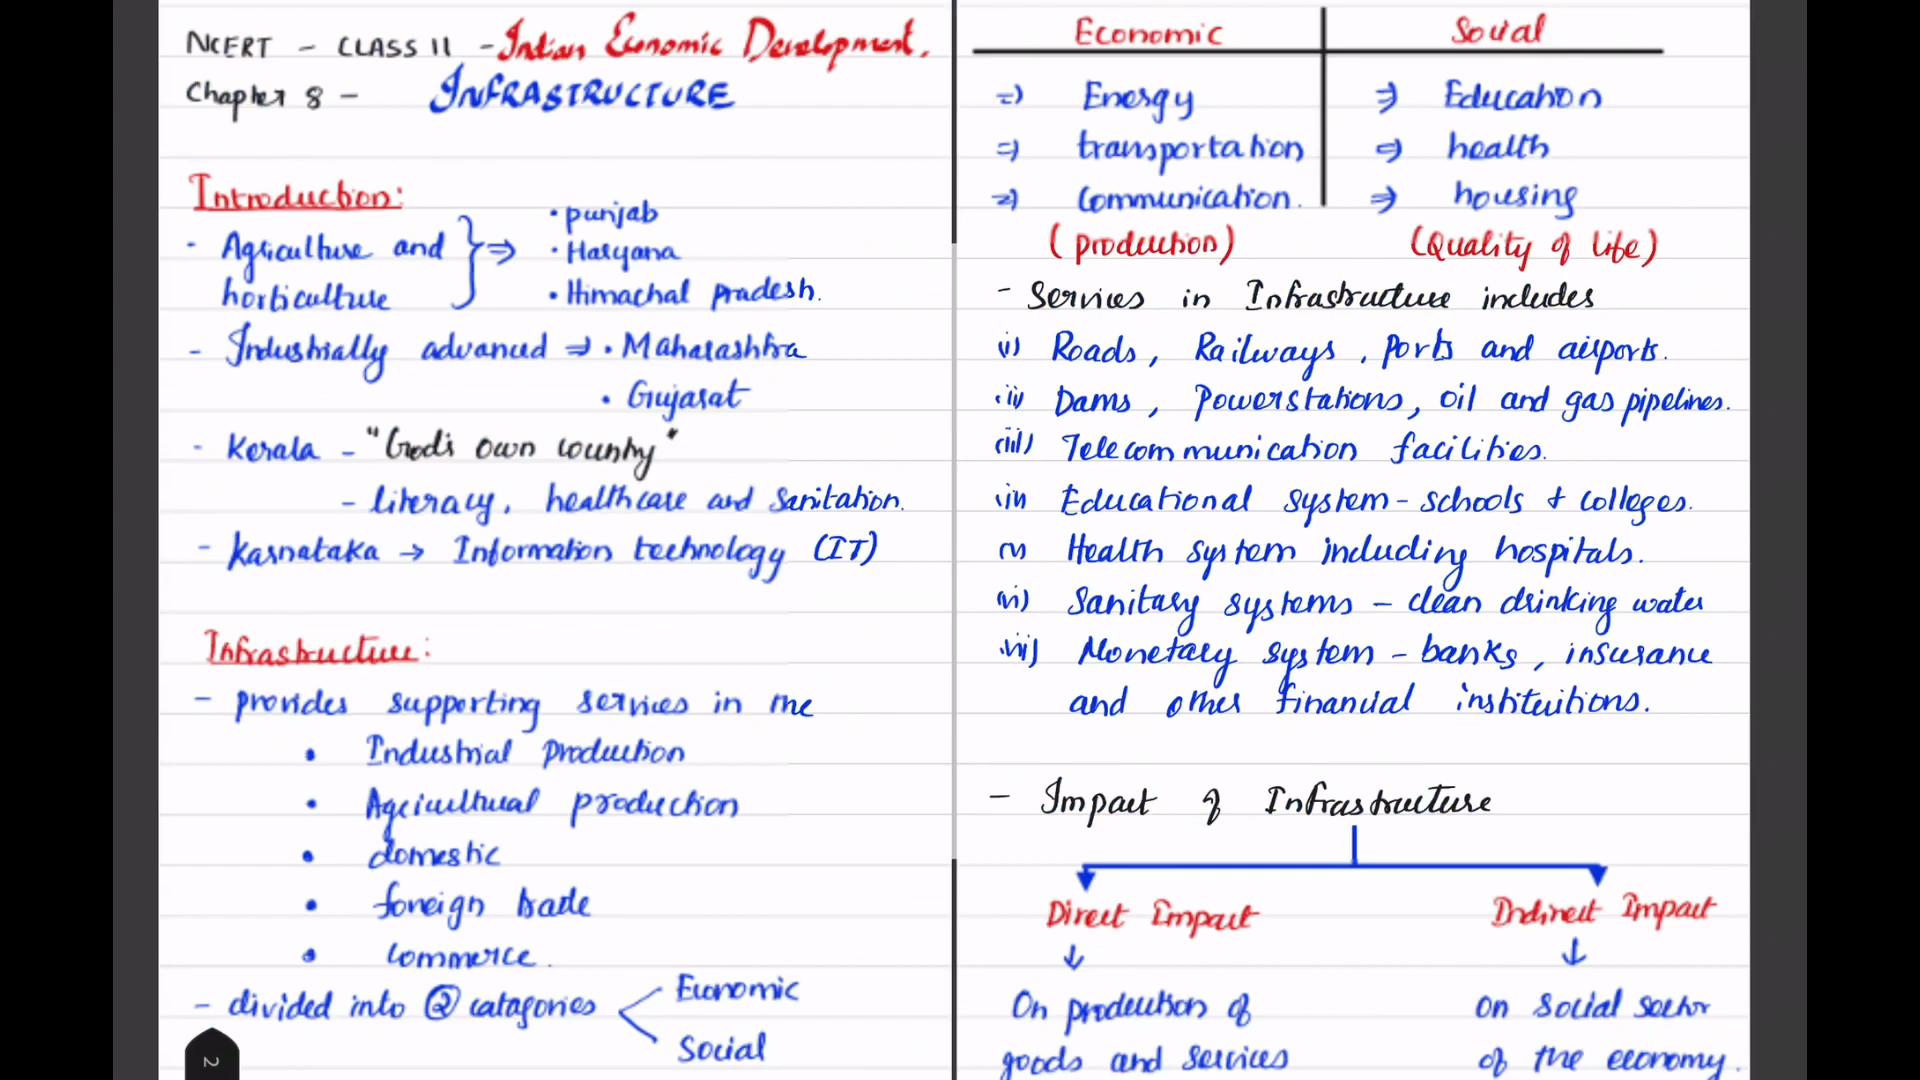 NCERT - CLASS 11 - Indian Economic Development.
Chapter 8 - INFRASTRUCTURE
Introduction:
- Agriculture and horticulture } ⇒ • punjab
• Haryana
• Himachal pradesh.
- Industrially advanced ⇒ • Maharashtra
• Gujarat
- Kerala - "God's own country"
- literacy, healthcare and Sanitation.
- Karnataka → Information technology (IT)
Infrastructure:
- provides supporting services in the
• Industrial production
• Agricultural production
• domestic
• foreign trade
• Commerce.
- divided into ② catagories < Economic
Social
2
Economic | Social
⇒ Energy | ⇒ Education
⇒ transportation | ⇒ health
⇒ Communication. | ⇒ housing
(production) (Quality of life)
- Services in Infrastructure includes
(i) Roads, Railways, ports and airports.
(ii) Dams, Powerstations, oil and gas pipelines.
(iii) Telecommunication facilities.
(iv) Educational system - schools + colleges.
(v) Health system including hospitals.
(vi) Sanitary systems - clean drinking water
(vii) Monetary system - banks, insurance
and other financial instituitions.
- Impact of Infrastructure
Direct Impact Indirect Impact
↓ ↓
On production of On social sector
goods and services of the economy.